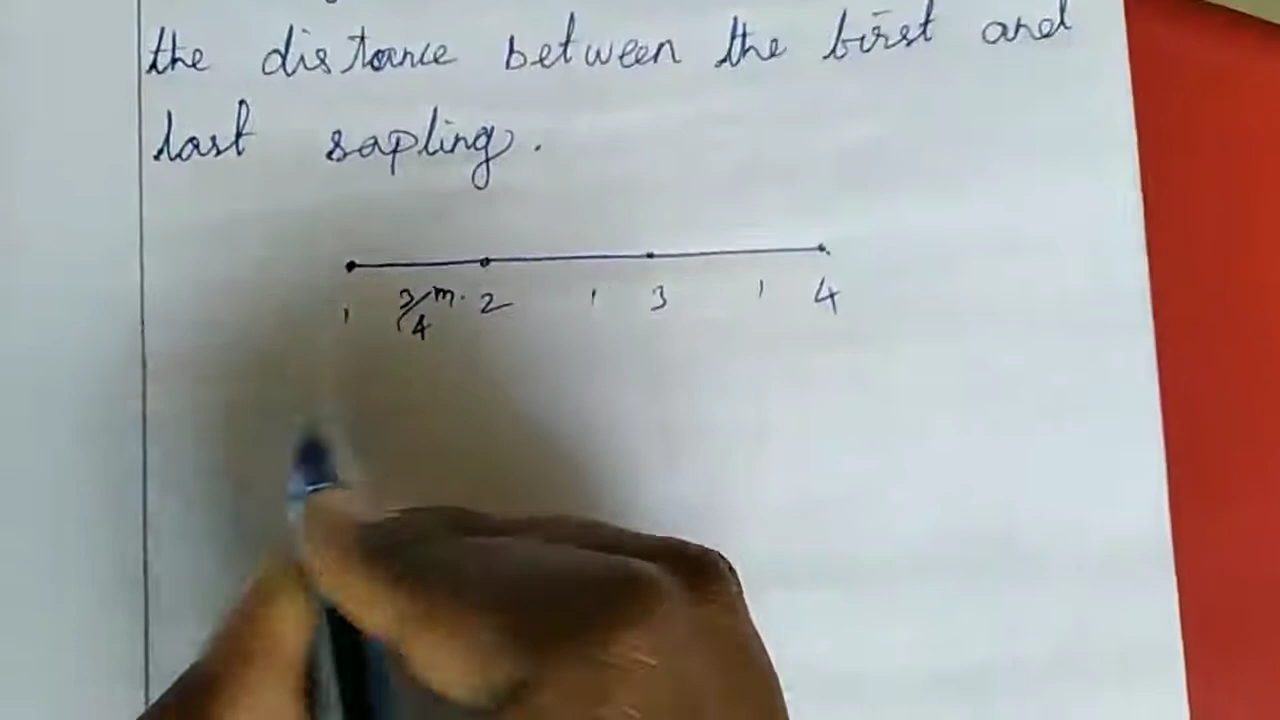 the distance between the first and
last sapling.
1 3/4 m. 2 1 3 1 4